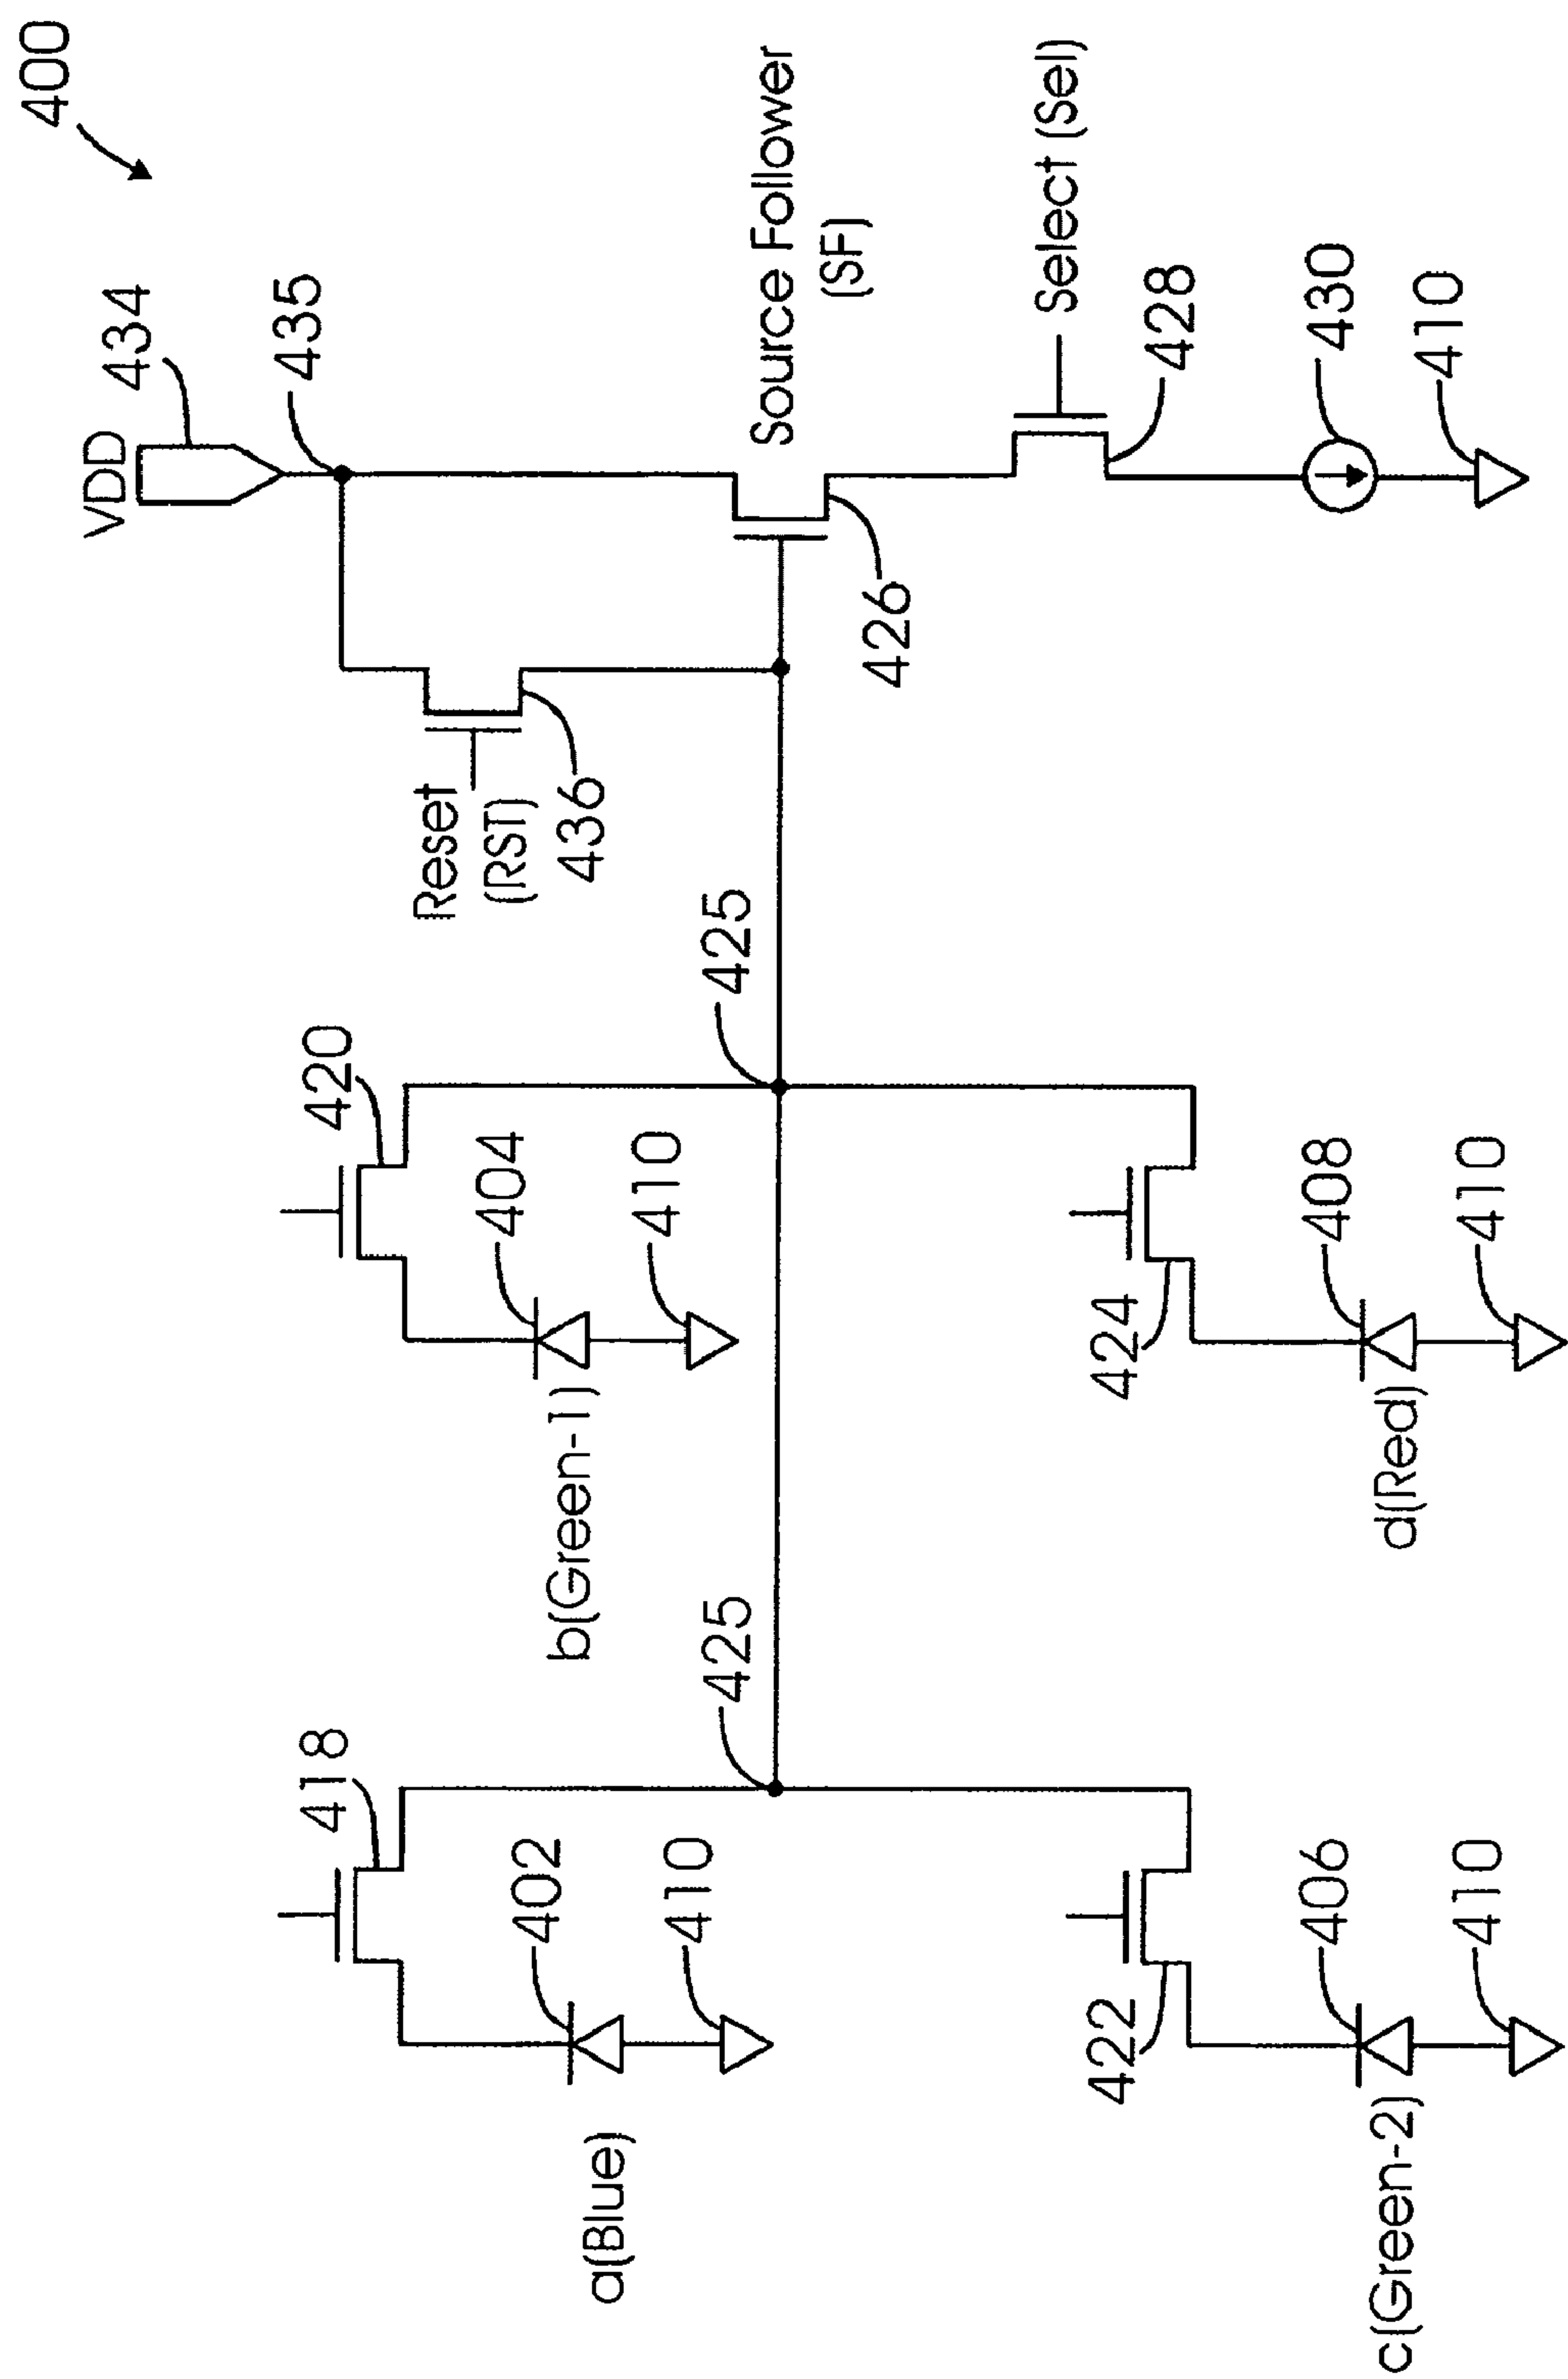 400
VDD
434
435
418
420
Reset
(RST)
436
402
404
a(Blue)
b(Green-1)
410
410
425
425
Source Follower
(SF)
426
Select (Sel)
422
424
428
406
408
430
c(Green-2)
d(Red)
410
410
410